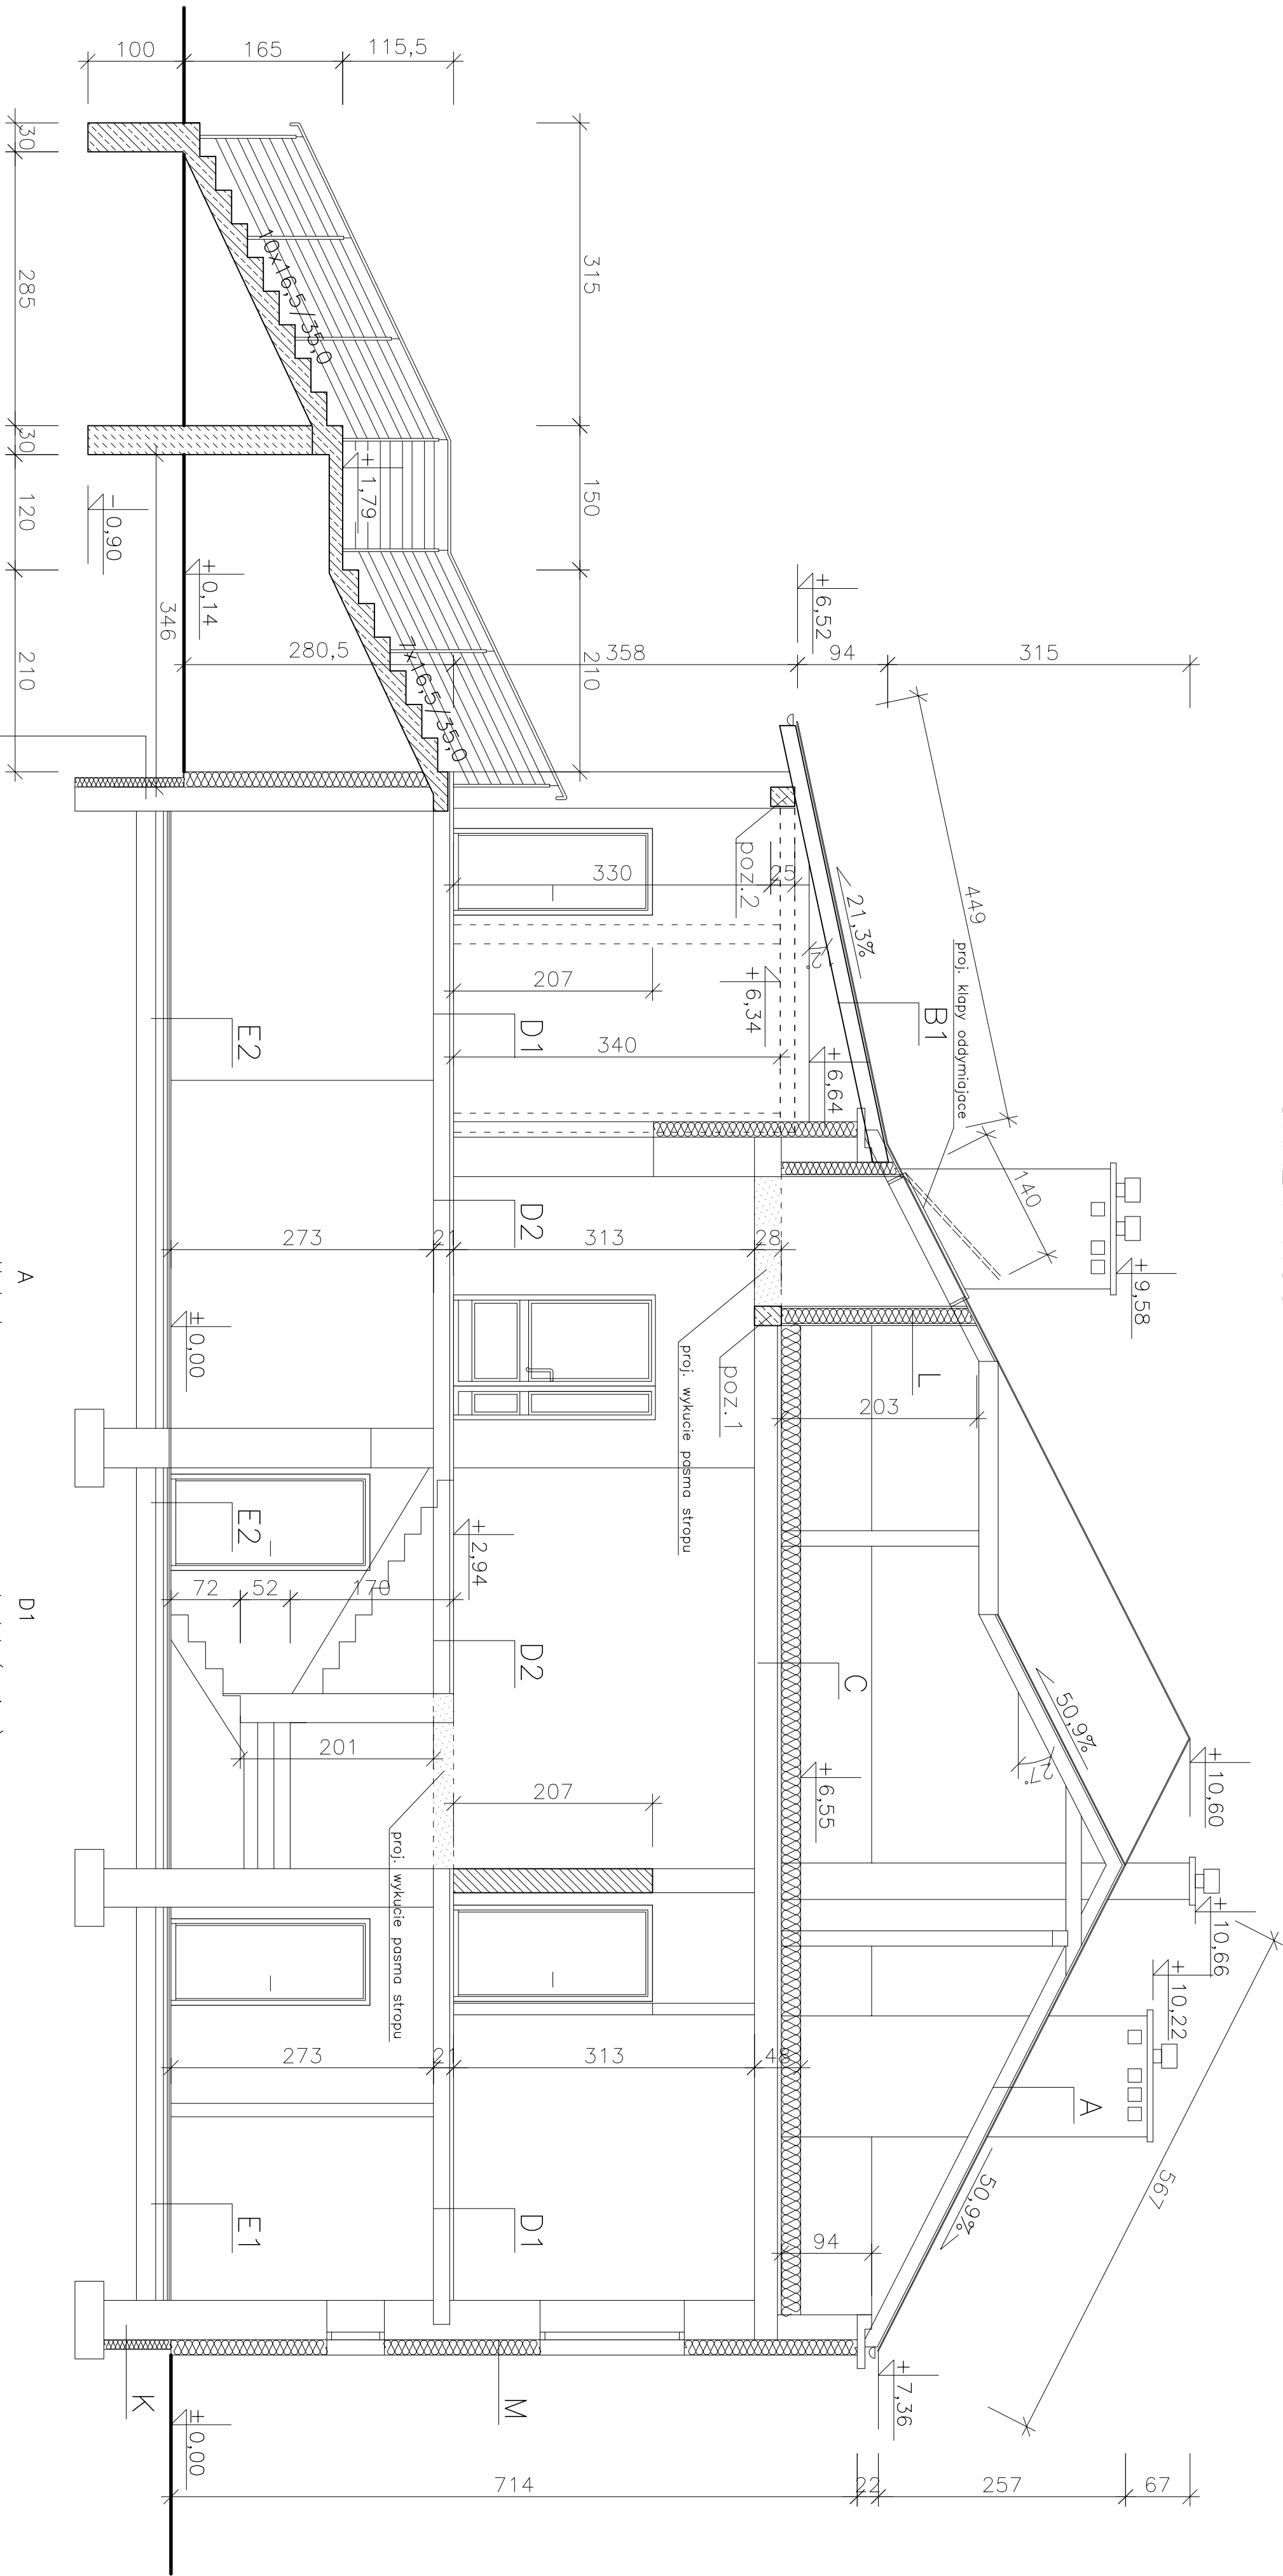 100
165
115,5
30
285
30
120
210
315
150
210
10x16,5/35,0
7x16,5/35,0
+1,79
-0,90
+0,14
346
280,5
358
94
315
+6,52
449
21,3%
12°
B1
proj. klapy oddymiające
140
poz.2
25
330
207
340
+6,34
+6,64
D1
E2
D2
273
21
313
28
±0,00
+9,58
L
203
poz.1
proj. wykucie pasma stropu
E2
72
52
170
+2,94
D2
201
C
+6,55
207
proj. wykucie pasma stropu
50,9%
27°
+10,60
+10,66
+10,22
567
A
50,9%
273
21
313
48
94
E1
D1
K
M
+7,36
±0,00
714
22
257
67
A
D1